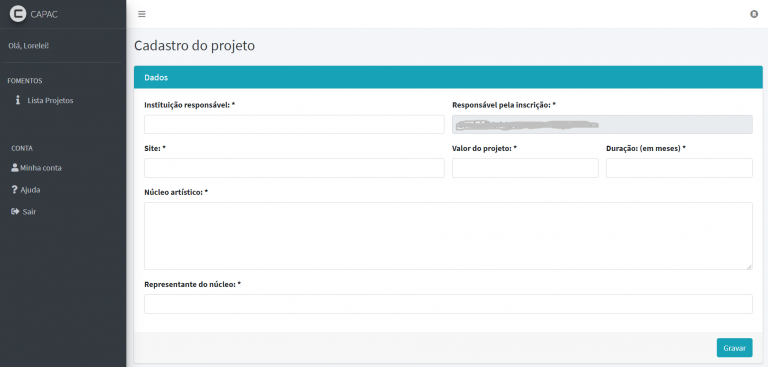 CAPAC
Olá, Lorelei!
FOMENTOS
Lista Projetos
CONTA
Minha conta
Ajuda
Sair
Cadastro do projeto
Dados
Instituição responsável: *
Responsável pela inscrição: *
Site: *
Valor do projeto: *
Duração: (em meses) *
Núcleo artístico: *
Representante do núcleo: *
Gravar